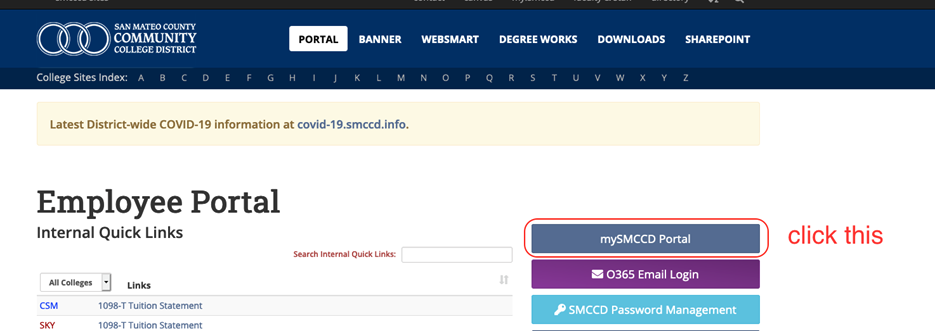 SAN MATEO COUNTY
COMMUNITY
COLLEGE DISTRICT
PORTAL BANNER WEBSMART DEGREE WORKS DOWNLOADS SHAREPOINT
College Sites Index: A B C D E F G H I J K L M N O P Q R S T U V W X Y Z
Latest District-wide COVID-19 information at covid-19.smccd.info.
Employee Portal
Internal Quick Links
mySMCCD Portal
click this
Search Internal Quick Links:
O365 Email Login
All Colleges Links
CSM 1098-T Tuition Statement
SMCCD Password Management
SKY 1098-T Tuition Statement